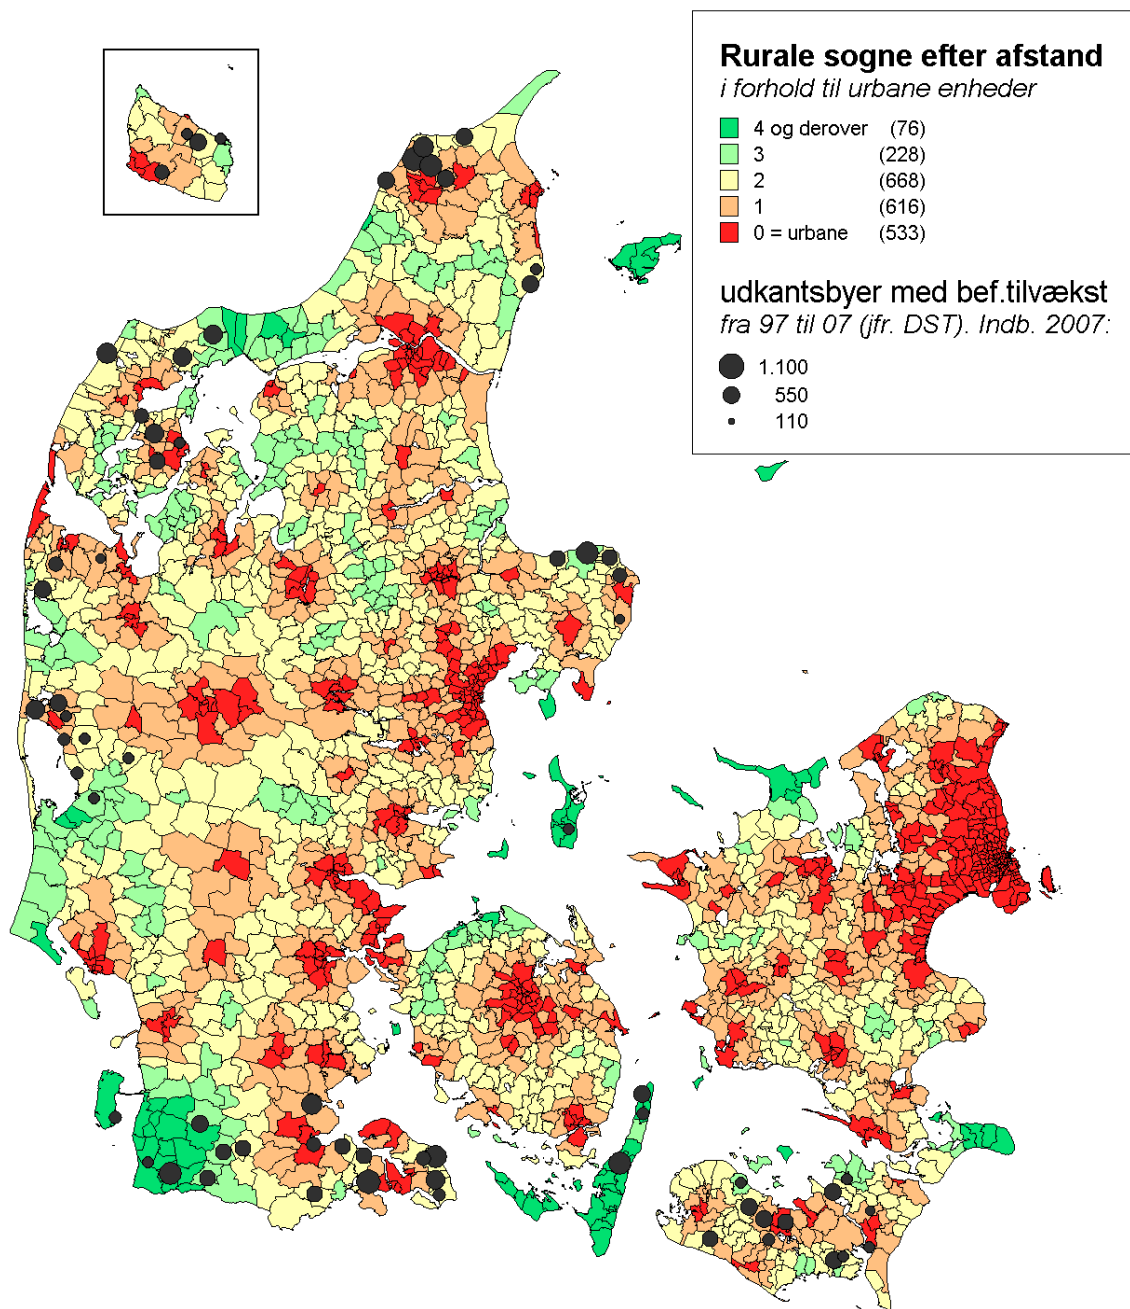 Rurale sogne efter afstand
i forhold til urbane enheder
4 og derover (76)
3 (228)
2 (668)
1 (616)
0 = urbane (533)
udkantsbyer med bef.tilvækst
fra 97 til 07 (jfr. DST). Indb. 2007:
1.100
550
110